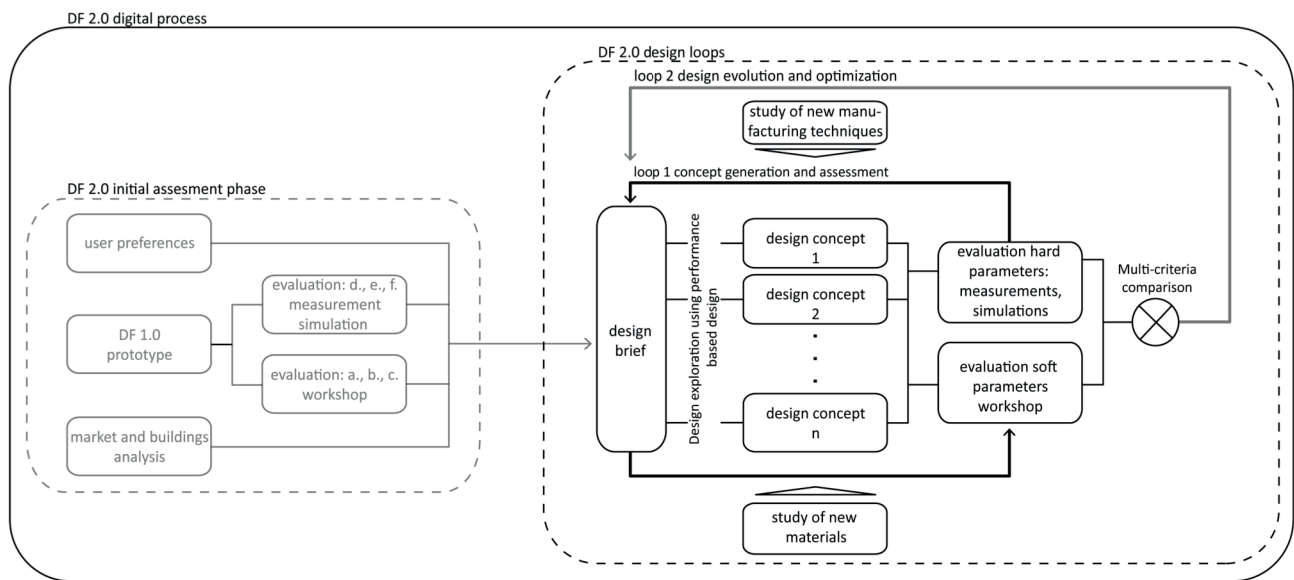 DF 2.0 digital process
DF 2.0 design loops
loop 2 design evolution and optimization
study of new manu-
facturing techniques
loop 1 concept generation and assessment
DF 2.0 initial assesment phase
user preferences
evaluation: d., e., f.
measurement
simulation
DF 1.0
prototype
evaluation: a., b., c.
workshop
market and buildings
analysis
design
brief
Design exploration using performance
based design
design concept
1
design concept
2
design concept
n
evaluation hard
parameters:
measurements,
simulations
evaluation soft
parameters
workshop
Multi-criteria
comparison
study of new
materials